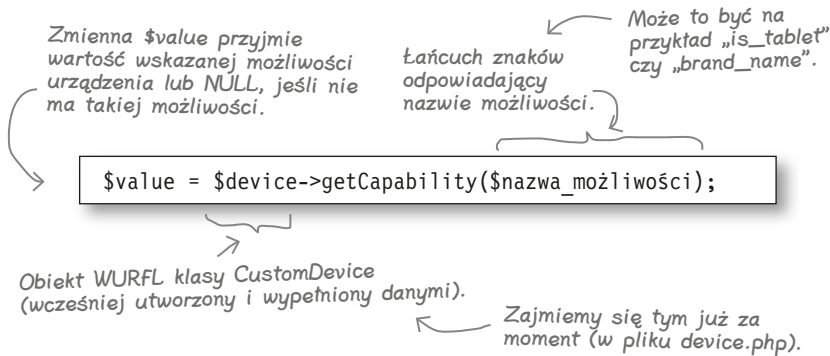 Zmienna $value przyjmie
wartość wskazanej możliwości
urządzenia lub NULL, jeśli nie
ma takiej możliwości.
Łańcuch znaków
odpowiadający
nazwie możliwości.
Może to być na
przykład „is_tablet”
czy „brand_name”.
$value = $device->getCapability($nazwa_możliwości);
Obiekt WURFL klasy CustomDevice
(wcześniej utworzony i wypełniony danymi).
Zajmiemy się tym już za
moment (w pliku device.php).